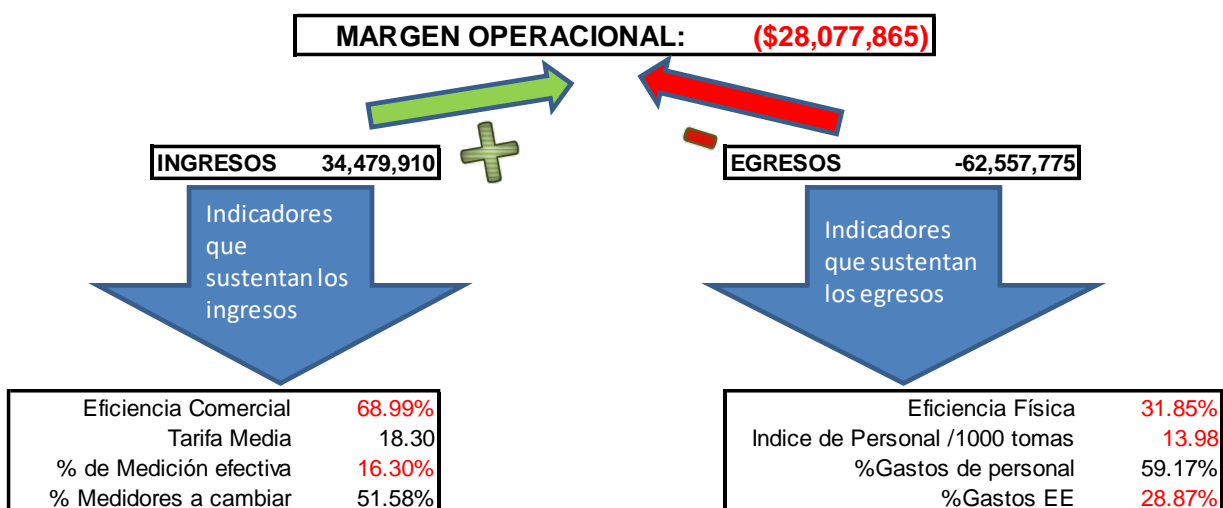 MARGEN OPERACIONAL: ($28,077,865)
INGRESOS 34,479,910
EGRESOS -62,557,775
Indicadores
que
sustentan los
ingresos
Indicadores
que sustentan
los egresos
Eficiencia Comercial 68.99%
Tarifa Media 18.30
% de Medición efectiva 16.30%
% Medidores a cambiar 51.58%
Eficiencia Física 31.85%
Indice de Personal /1000 tomas 13.98
%Gastos de personal 59.17%
%Gastos EE 28.87%